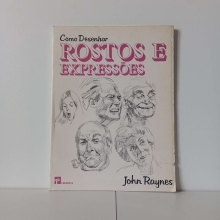 Como Desenhar
ROSTOS E
EXPRESSÕES
John Raynes